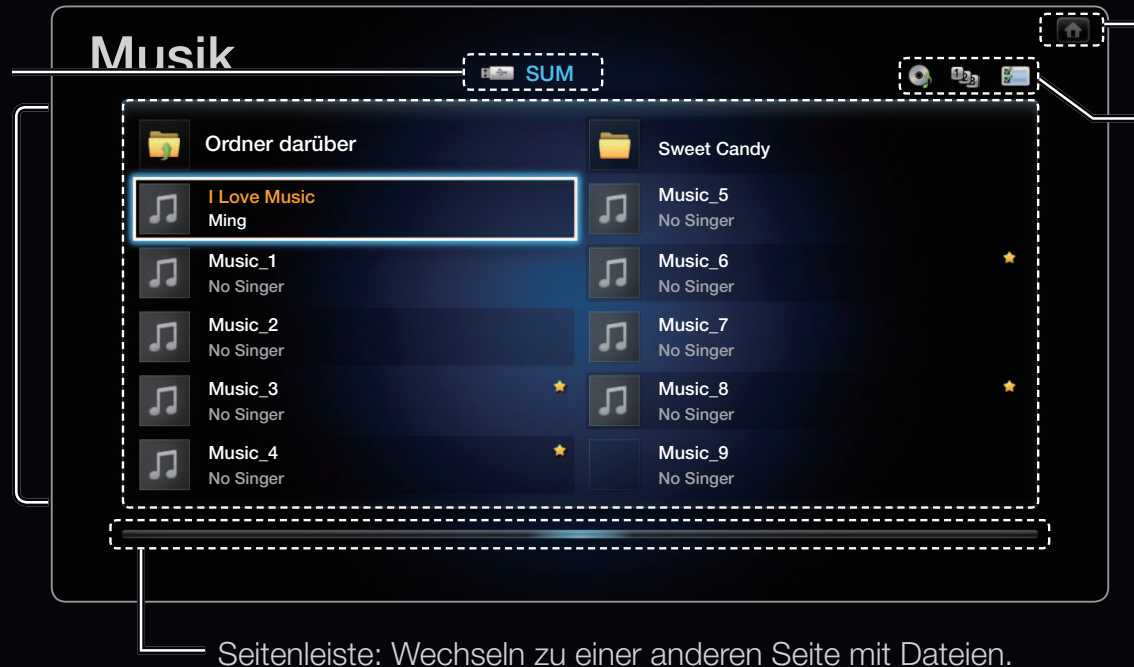 Musik
SUM
Ordner darüber
I Love Music
Ming
Music_1
No Singer
Music_2
No Singer
Music_3
No Singer
Music_4
No Singer
Sweet Candy
Music_5
No Singer
Music_6
No Singer
Music_7
No Singer
Music_8
No Singer
Music_9
No Singer
Seitenleiste: Wechseln zu einer anderen Seite mit Dateien.